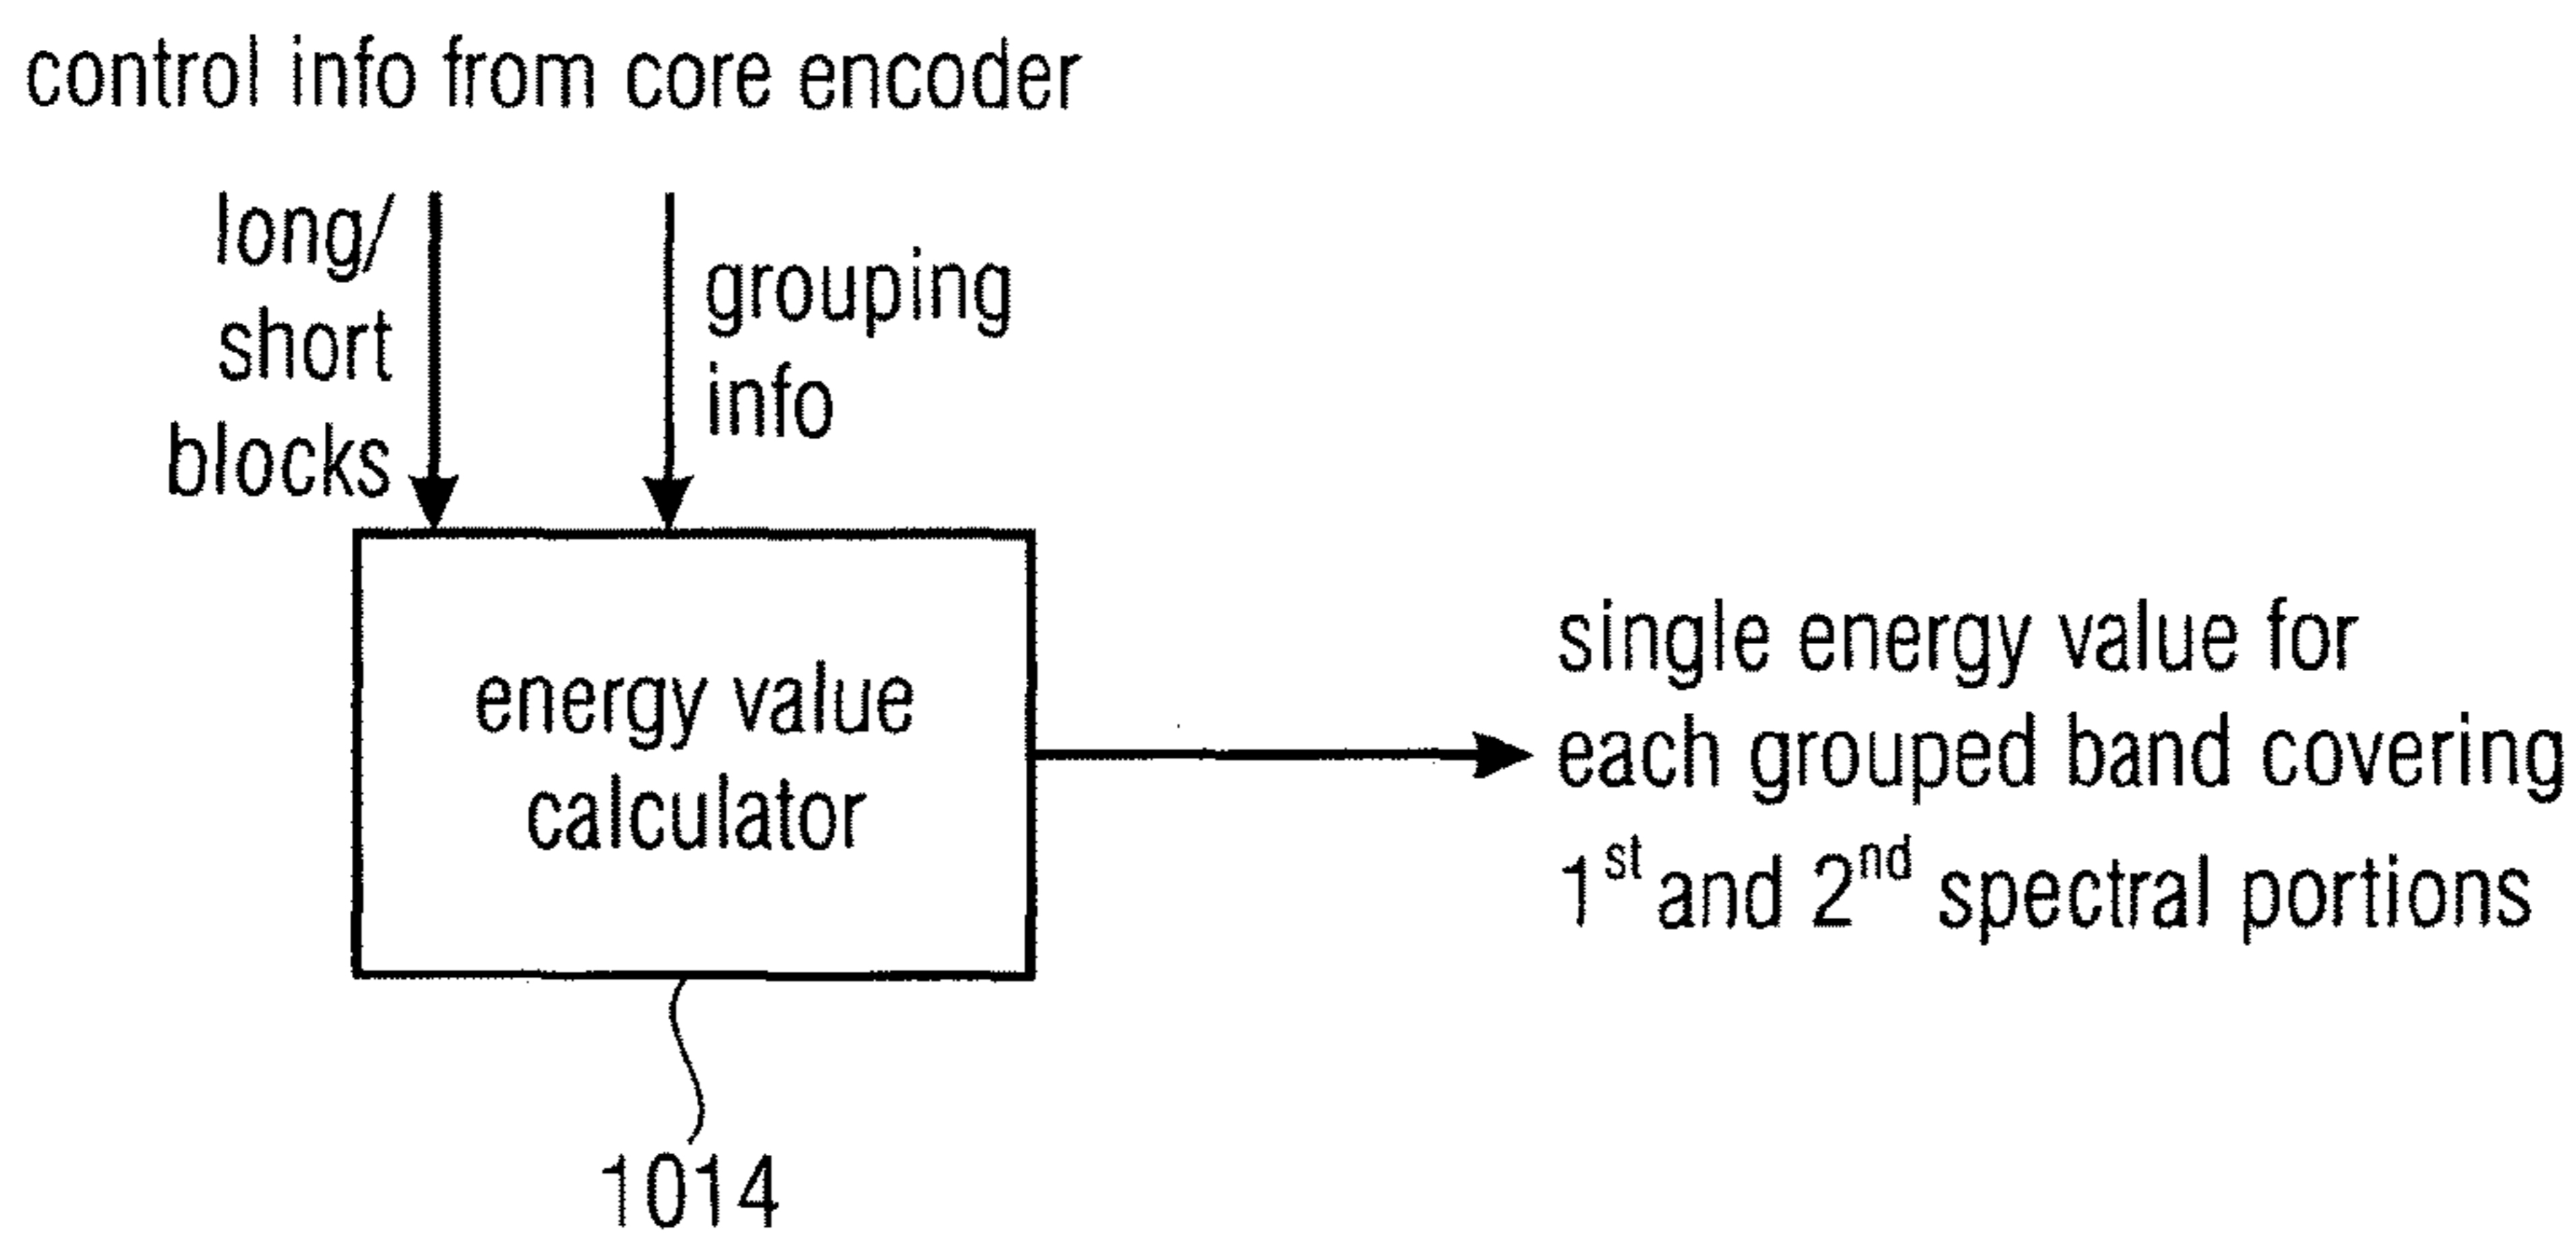 control info from core encoder
long/
short
blocks
grouping
info
energy value
calculator
single energy value for
each grouped band covering
1st and 2nd spectral portions
1014